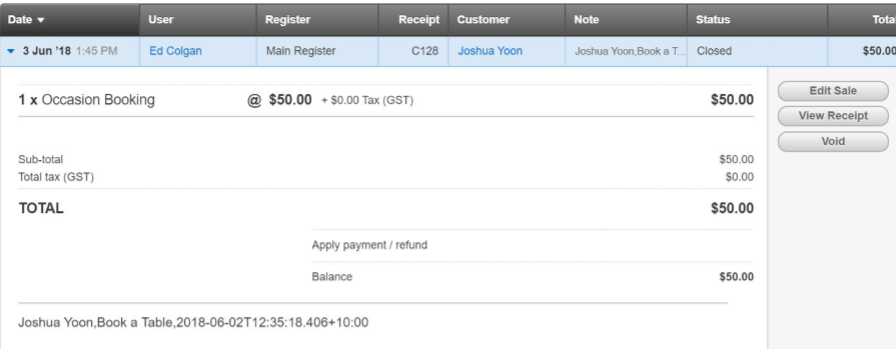 Date User Register Receipt Customer Note Status Total
3 Jun '18 1:45 PM Ed Colgan Main Register C128 Joshua Yoon Joshua Yoon,Book a T... Closed $50.00
1 x Occasion Booking @ $50.00 + $0.00 Tax (GST) $50.00
Edit Sale
View Receipt
Void
Sub-total $50.00
Total tax (GST) $0.00
TOTAL $50.00
Apply payment / refund
Balance $50.00
Joshua Yoon,Book a Table,2018-06-02T12:35:18.406+10:00